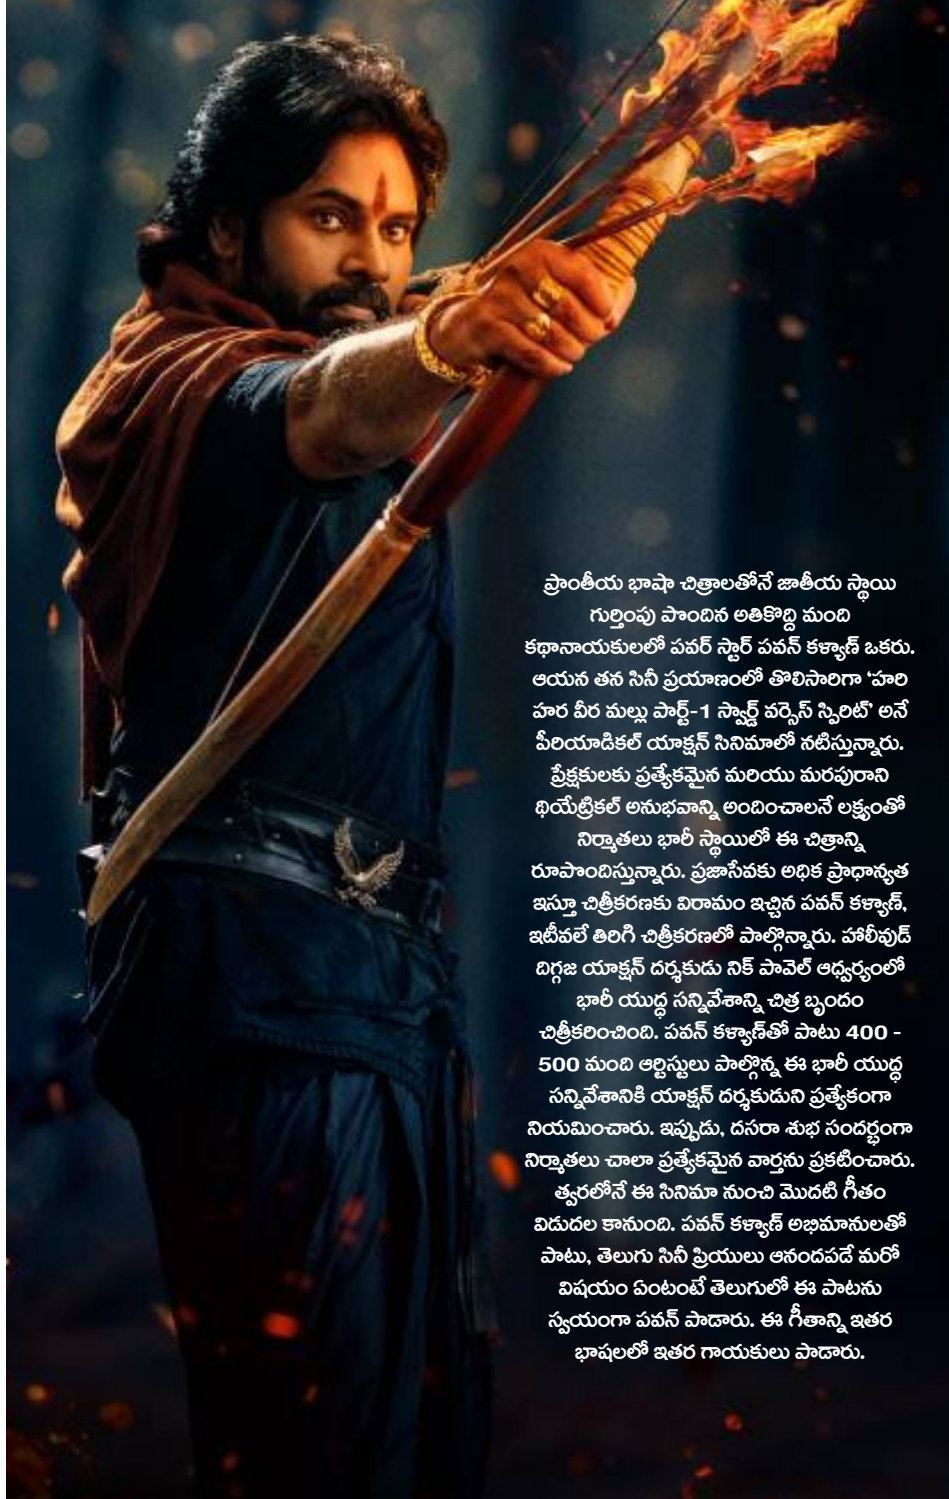 ప్రాంతీయ భాషా చిత్రాలతోనే జాతీయ స్థాయి
గుర్తింపు పొందిన అతికొద్ది మంది
కథానాయకులలో పవర్ స్టార్ పవన్ కళ్యాణ్ ఒకరు.
ఆయన తన సినీ ప్రయాణంలో తొలిసారిగా 'హరి
హర వీర మల్లు పార్ట్-1 స్వార్డ్ వర్సెస్ స్పిరిట్' అనే
పీరియాడికల్ యాక్షన్ సినిమాలో నటిస్తున్నారు.
ప్రేక్షకులకు ప్రత్యేకమైన మరియు మరపురాని
థియేట్రికల్ అనుభవాన్ని అందించాలనే లక్ష్యంతో
నిర్మాతలు భారీ స్థాయిలో ఈ చిత్రాన్ని
రూపొందిస్తున్నారు. ప్రజాసేవకు అధిక ప్రాధాన్యత
ఇస్తూ చిత్రీకరణకు విరామం ఇచ్చిన పవన్ కళ్యాణ్,
ఇటీవలే తిరిగి చిత్రీకరణలో పాల్గొన్నారు. హాలీవుడ్
దిగ్గజ యాక్షన్ దర్శకుడు నిక్ పావెల్ ఆధ్వర్యంలో
భారీ యుద్ధ సన్నివేశాన్ని చిత్ర బృందం
చిత్రీకరించింది. పవన్ కళ్యాణ్‌తో పాటు 400 -
500 మంది ఆర్టిస్టులు పాల్గొన్న ఈ భారీ యుద్ధ
సన్నివేశానికి యాక్షన్ దర్శకుడుని ప్రత్యేకంగా
నియమించారు. ఇప్పుడు, దసరా శుభ సందర్భంగా
నిర్మాతలు చాలా ప్రత్యేకమైన వార్తను ప్రకటించారు.
త్వరలోనే ఈ సినిమా నుంచి మొదటి గీతం
విడుదల కానుంది. పవన్ కళ్యాణ్ అభిమానులతో
పాటు, తెలుగు సినీ ప్రియులు ఆనందపడే మరో
విషయం ఏంటంటే తెలుగులో ఈ పాటను
స్వయంగా పవన్ పాడారు. ఈ గీతాన్ని ఇతర
భాషలలో ఇతర గాయకులు పాడారు.